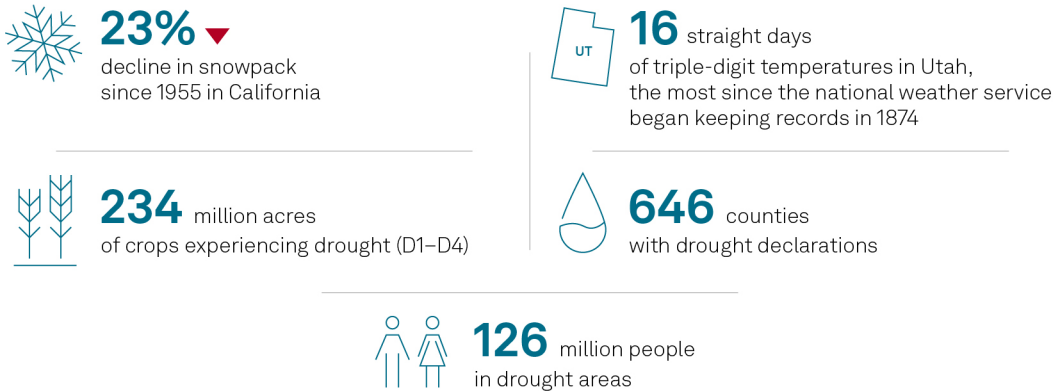 23%
decline in snowpack
since 1955 in California
UT
16 straight days
of triple-digit temperatures in Utah,
the most since the national weather service
began keeping records in 1874
234 million acres
of crops experiencing drought (D1–D4)
646 counties
with drought declarations
126 million people
in drought areas